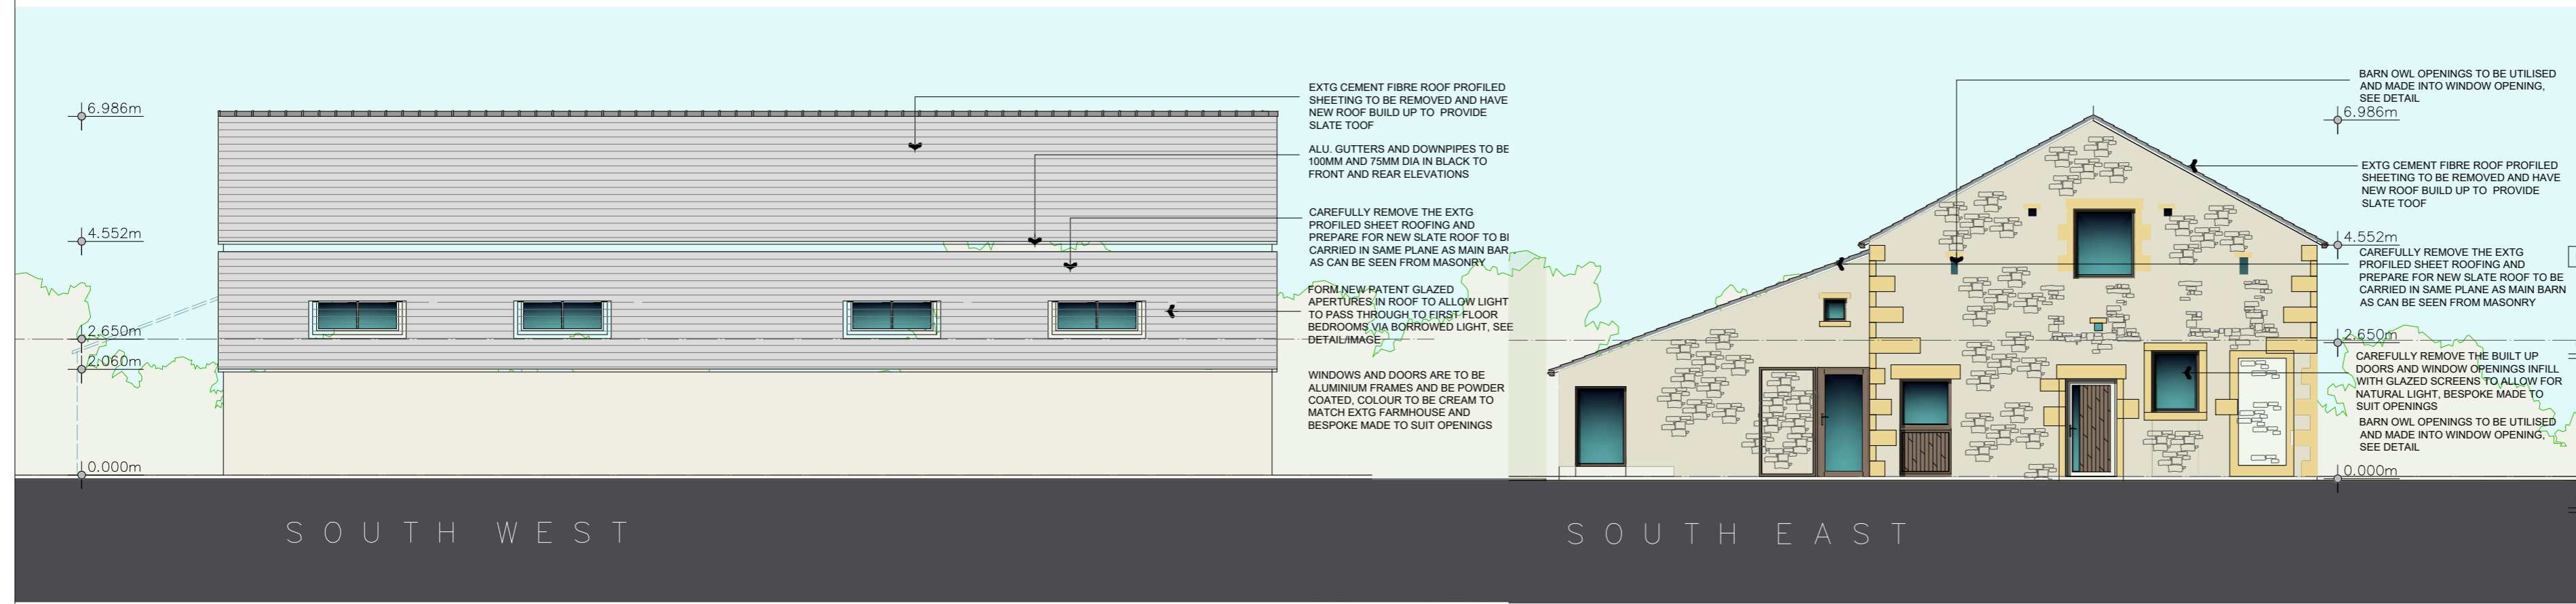 6.986m
4.552m
2.650m
2.060m
0.000m
EXTG CEMENT FIBRE ROOF PROFILED
SHEETING TO BE REMOVED AND HAVE
NEW ROOF BUILD UP TO PROVIDE
SLATE TOOF
ALU. GUTTERS AND DOWNPIPES TO BE
100MM AND 75MM DIA IN BLACK TO
FRONT AND REAR ELEVATIONS
CAREFULLY REMOVE THE EXTG
PROFILED SHEET ROOFING AND
PREPARE FOR NEW SLATE ROOF TO
CARRIED IN SAME PLANE AS MAIN BAR
AS CAN BE SEEN FROM MASONRY
FORM NEW PATENT GLAZED
APERTURES IN ROOF TO ALLOW LIGHT
TO PASS THROUGH TO FIRST FLOOR
BEDROOMS VIA BORROWED LIGHT, SEE
DETAIL/IMAGE
WINDOWS AND DOORS ARE TO BE
ALUMINIUM FRAMES AND BE POWDER
COATED, COLOUR TO BE CREAM TO
MATCH EXTG FARMHOUSE AND
BESPOKE MADE TO SUIT OPENINGS
SOUTH WEST
BARN OWL OPENINGS TO BE UTILISED
AND MADE INTO WINDOW OPENING,
SEE DETAIL
6.986m
EXTG CEMENT FIBRE ROOF PROFILED
SHEETING TO BE REMOVED AND HAVE
NEW ROOF BUILD UP TO PROVIDE
SLATE TOOF
4.552m
CAREFULLY REMOVE THE EXTG
PROFILED SHEET ROOFING AND
PREPARE FOR NEW SLATE ROOF TO BE
CARRIED IN SAME PLANE AS MAIN BARN
AS CAN BE SEEN FROM MASONRY
2.650m
CAREFULLY REMOVE THE BUILT UP
DOORS AND WINDOW OPENINGS INFILL
WITH GLAZED SCREENS TO ALLOW FOR
NATURAL LIGHT, BESPOKE MADE TO
SUIT OPENINGS
BARN OWL OPENINGS TO BE UTILISED
AND MADE INTO WINDOW OPENING,
SEE DETAIL
0.000m
SOUTH EAST